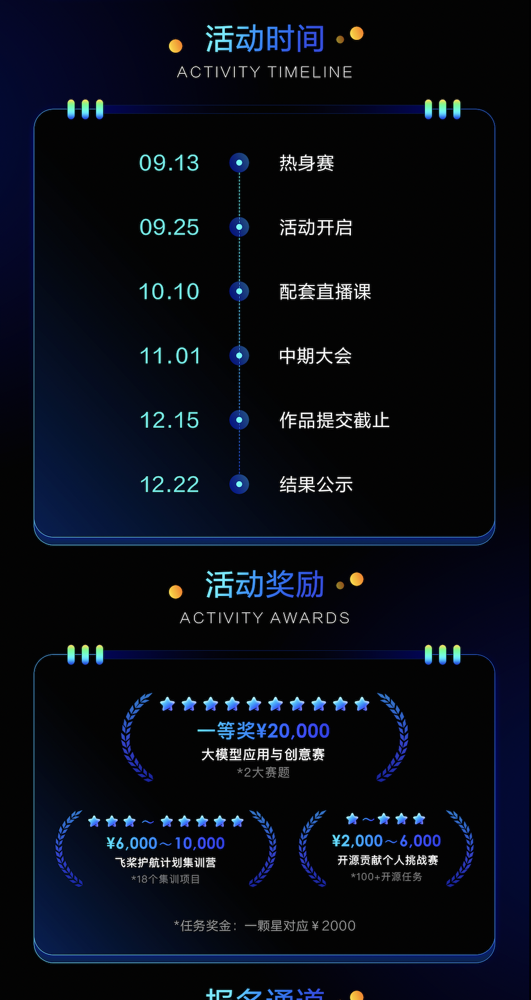 活动时间
ACTIVITY TIMELINE
09.13 热身赛
09.25 活动开启
10.10 配套直播课
11.01 中期大会
12.15 作品提交截止
12.22 结果公示
活动奖励
ACTIVITY AWARDS
一等奖¥20,000
大模型应用与创意赛
*2大赛题
¥6,000～10,000
飞桨护航计划集训营
*18个集训项目
¥2,000～6,000
开源贡献个人挑战赛
*100+开源任务
*任务奖金：一颗星对应￥2000
报名通道